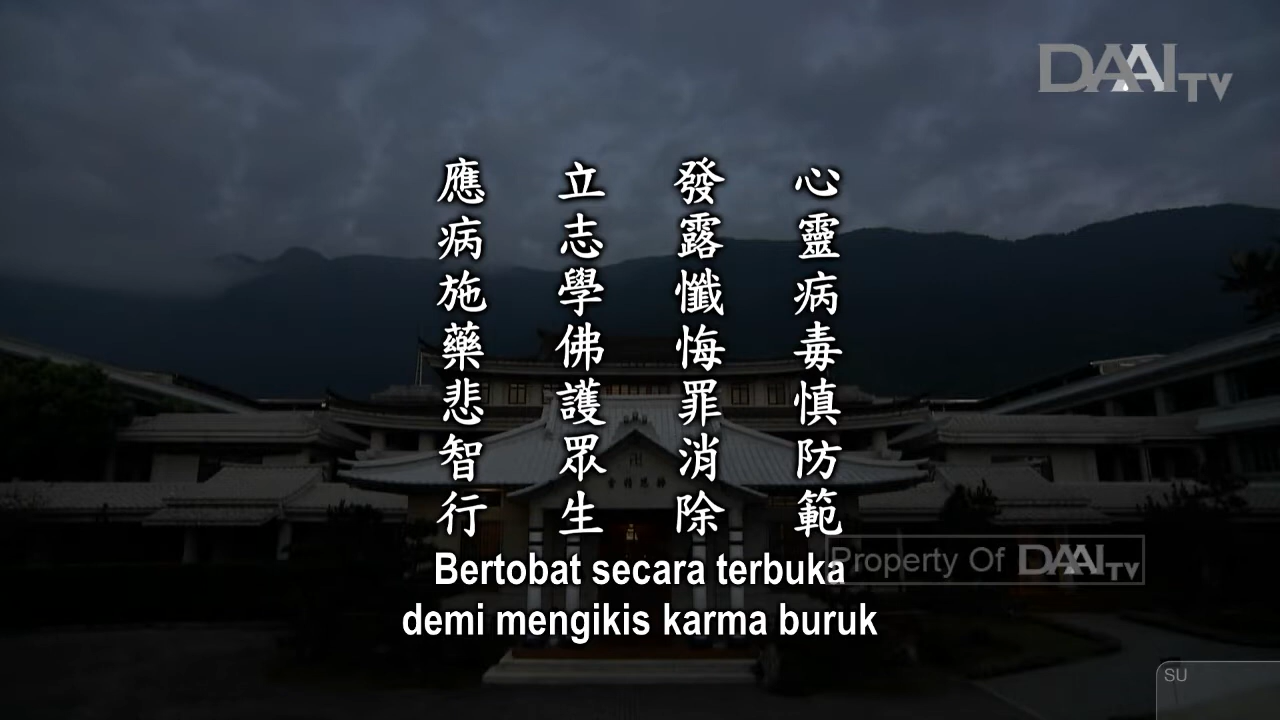 DAAI TV
心靈病毒慎防範
發露懺悔罪消除
立志學佛護眾生
應病施藥悲智行
Bertobat secara terbuka
demi mengikis karma buruk
Property Of DAAI TV
SU